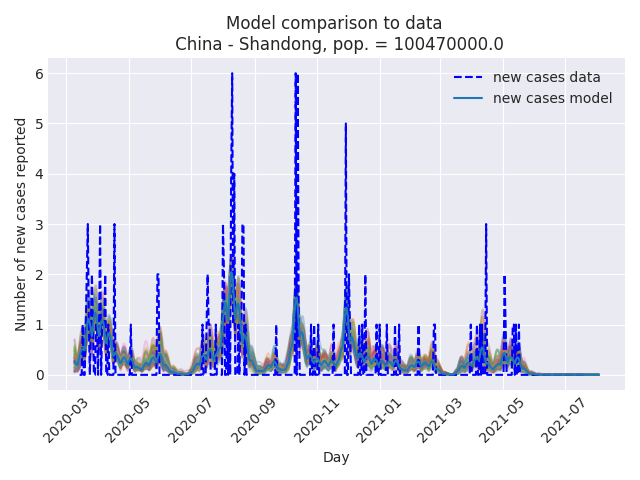 Model comparison to data
China - Shandong, pop. = 100470000.0
new cases data
new cases model
Number of new cases reported
6
5
4
3
2
1
0
2020-03
2020-05
2020-07
2020-09
2020-11
2021-01
2021-03
2021-05
2021-07
Day